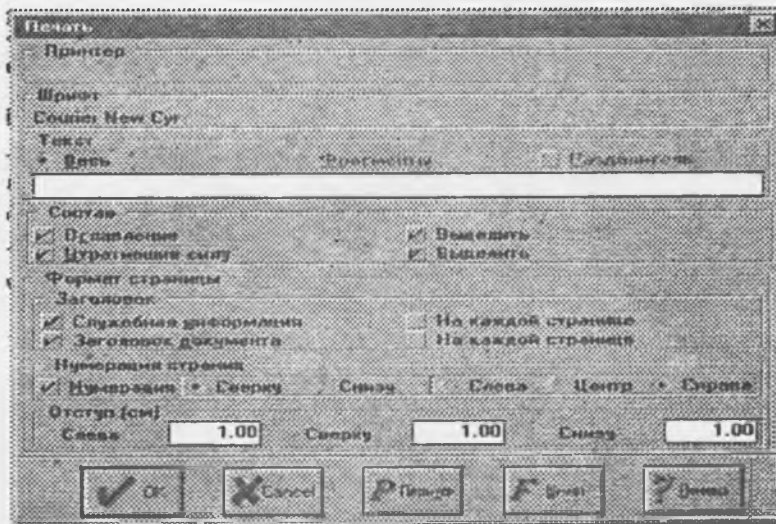 Печать
Принтер
Шрифт
Courier New Cyr
Текст
Весь Фрагменты Разделитель
Состав
Оглавление Выделить
Утратившие силу Выделить
Формат страницы
Заголовок
Служебная информация На каждой странице
Заголовок документа На каждой странице
Нумерация страниц
Нумерация Сверху Снизу Слева Центр Справа
Отступ (см)
Слева 1.00 Сверху 1.00 Снизу 1.00
OK Cancel